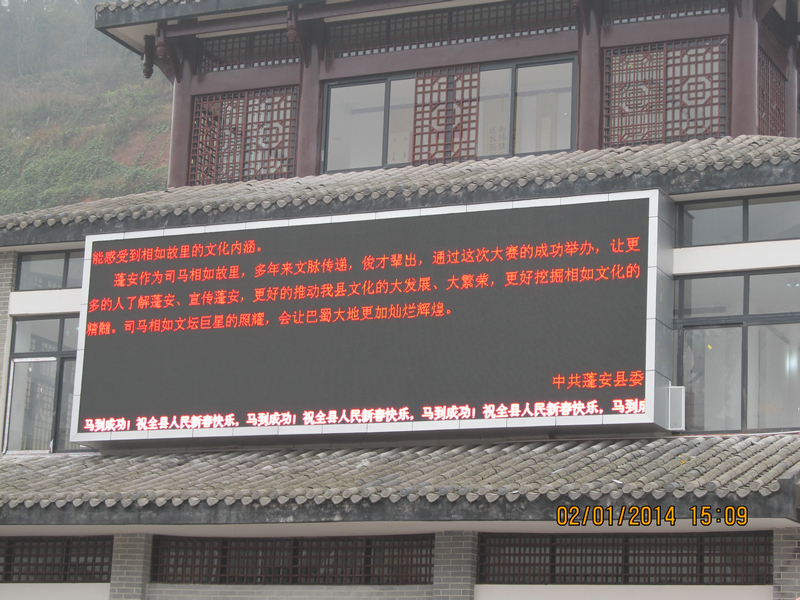 能感受到相如故里的文化内涵。
蓬安作为司马相如故里，多年来文脉传递，俊才辈出，通过这次大赛的成功举办，让更
多的人了解蓬安、宣传蓬安，更好的推动我县文化的大发展、大繁荣，更好挖掘相如文化的
精髓。司马相如文坛巨星的照耀，会让巴蜀大地更加灿烂辉煌。
中共蓬安县委
马到成功！祝全县人民新春快乐，马到成功！祝全县人民新春快乐，马到成功！祝全县人民新春快乐，马到成
02/01/2014 15:09